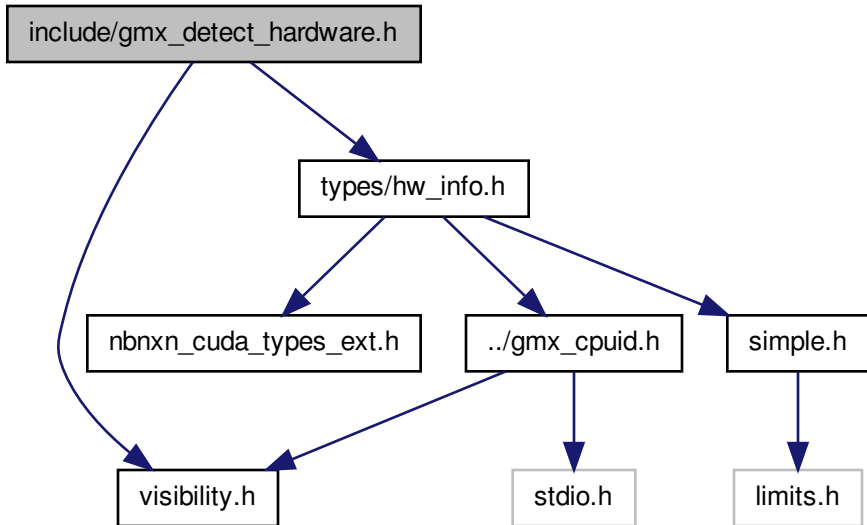 include/gmx_detect_hardware.h
types/hw_info.h
nbnxn_cuda_types_ext.h
../gmx_cpuid.h
simple.h
visibility.h
stdio.h
limits.h